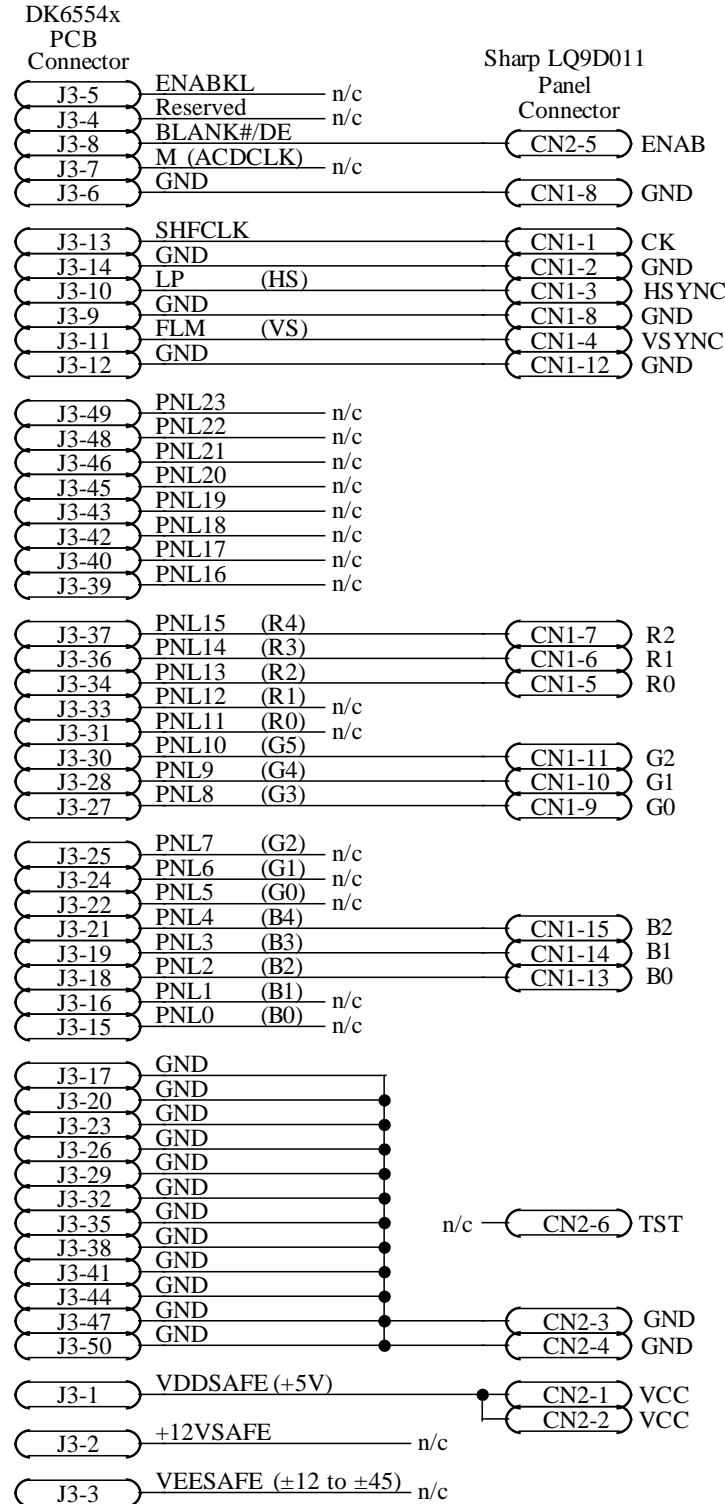 DK6554x
PCB
Connector
Sharp LQ9D011
Panel
Connector
J3-5 ENABKL n/c
J3-4 Reserved n/c
J3-8 BLANK#/DE CN2-5 ENAB
J3-7 M (ACDCLK) n/c
J3-6 GND CN1-8 GND
J3-13 SHFCLK CN1-1 CK
J3-14 GND CN1-2 GND
J3-10 LP (HS) CN1-3 HSYNC
J3-9 GND CN1-8 GND
J3-11 FLM (VS) CN1-4 VSYNC
J3-12 GND CN1-12 GND
J3-49 PNL23 n/c
J3-48 PNL22 n/c
J3-46 PNL21 n/c
J3-45 PNL20 n/c
J3-43 PNL19 n/c
J3-42 PNL18 n/c
J3-40 PNL17 n/c
J3-39 PNL16 n/c
J3-37 PNL15 (R4) CN1-7 R2
J3-36 PNL14 (R3) CN1-6 R1
J3-34 PNL13 (R2) CN1-5 R0
J3-33 PNL12 (R1) n/c
J3-31 PNL11 (R0) n/c
J3-30 PNL10 (G5) CN1-11 G2
J3-28 PNL9 (G4) CN1-10 G1
J3-27 PNL8 (G3) CN1-9 G0
J3-25 PNL7 (G2) n/c
J3-24 PNL6 (G1) n/c
J3-22 PNL5 (G0) n/c
J3-21 PNL4 (B4) CN1-15 B2
J3-19 PNL3 (B3) CN1-14 B1
J3-18 PNL2 (B2) CN1-13 B0
J3-16 PNL1 (B1) n/c
J3-15 PNL0 (B0) n/c
J3-17 GND
J3-20 GND
J3-23 GND
J3-26 GND
J3-29 GND
J3-32 GND
J3-35 GND n/c CN2-6 TST
J3-38 GND
J3-41 GND
J3-44 GND
J3-47 GND CN2-3 GND
J3-50 GND CN2-4 GND
J3-1 VDDSAFE (+5V) CN2-1 VCC
CN2-2 VCC
J3-2 +12VSAFE n/c
J3-3 VEESAFE (±12 to ±45) n/c